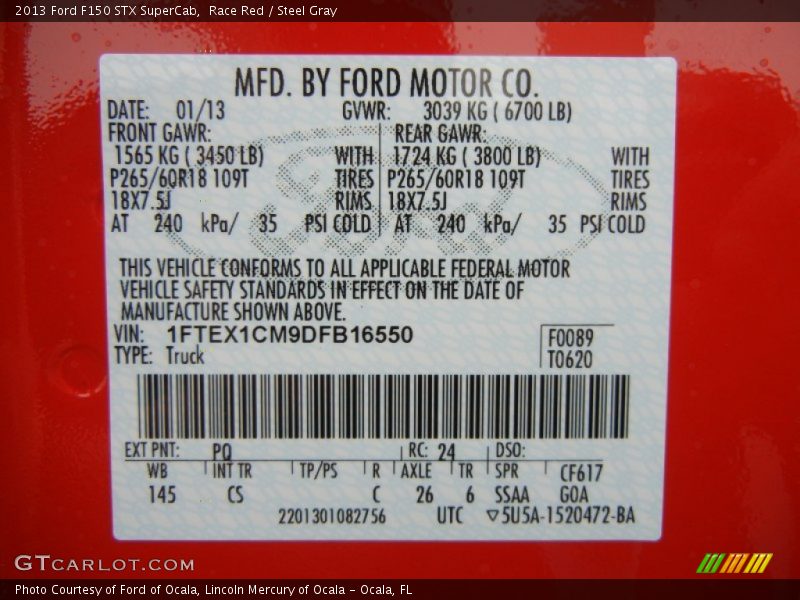 2013 Ford F150 STX SuperCab,  Race Red / Steel Gray
MFD. BY FORD MOTOR CO.
DATE: 01/13 GVWR: 3039 KG ( 6700 LB)
FRONT GAWR: REAR GAWR:
1565 KG ( 3450 LB) WITH 1724 KG ( 3800 LB) WITH
P265/60R18 109T TIRES P265/60R18 109T TIRES
18X7.5J RIMS 18X7.5J RIMS
AT 240 kPa/ 35 PSI COLD AT 240 kPa/ 35 PSI COLD
THIS VEHICLE CONFORMS TO ALL APPLICABLE FEDERAL MOTOR
VEHICLE SAFETY STANDARDS IN EFFECT ON THE DATE OF
MANUFACTURE SHOWN ABOVE.
VIN: 1FTEX1CM9DFB16550 F0089
TYPE: Truck T0620
EXT PNT: PQ RC: 24 DSO:
WB INT TR TP/PS R AXLE TR SPR CF617
145 CS C 26 6 SSAA GOA
2201301082756 UTC ▽5U5A-1520472-BA
GTCARLOT.COM
Photo Courtesy of Ford of Ocala, Lincoln Mercury of Ocala - Ocala, FL